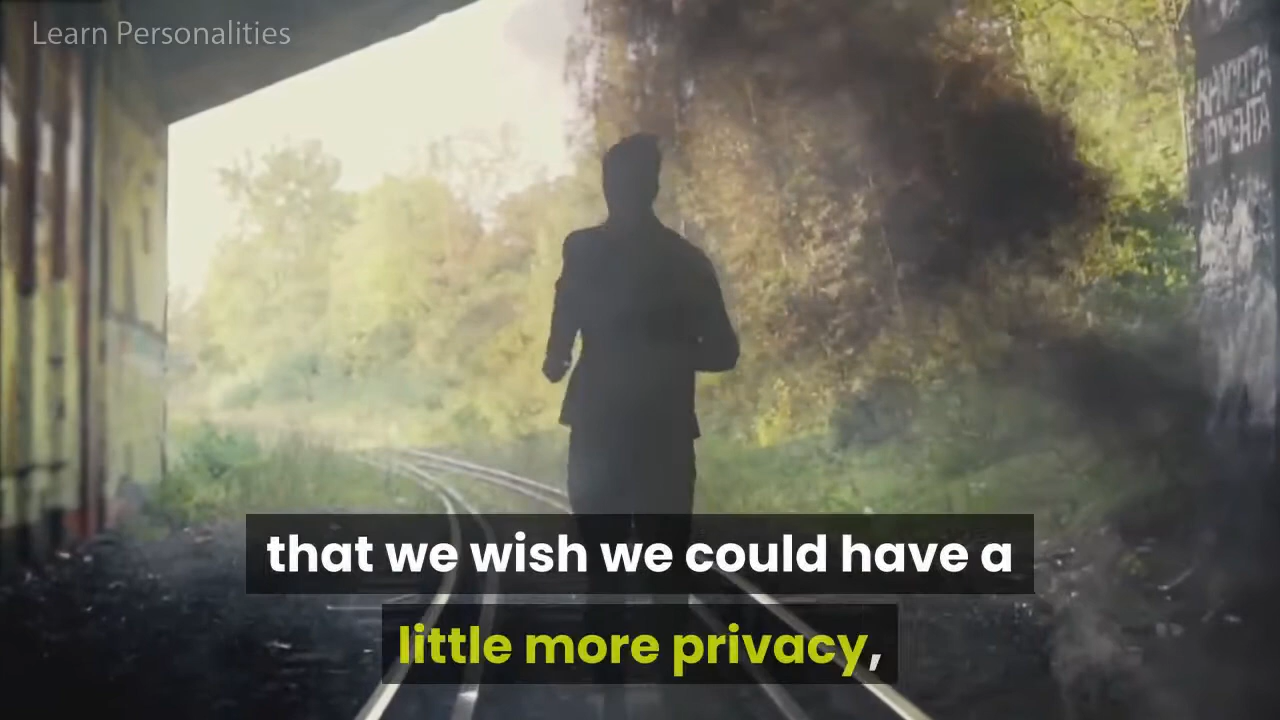 Learn Personalities
that we wish we could have a
little more privacy,